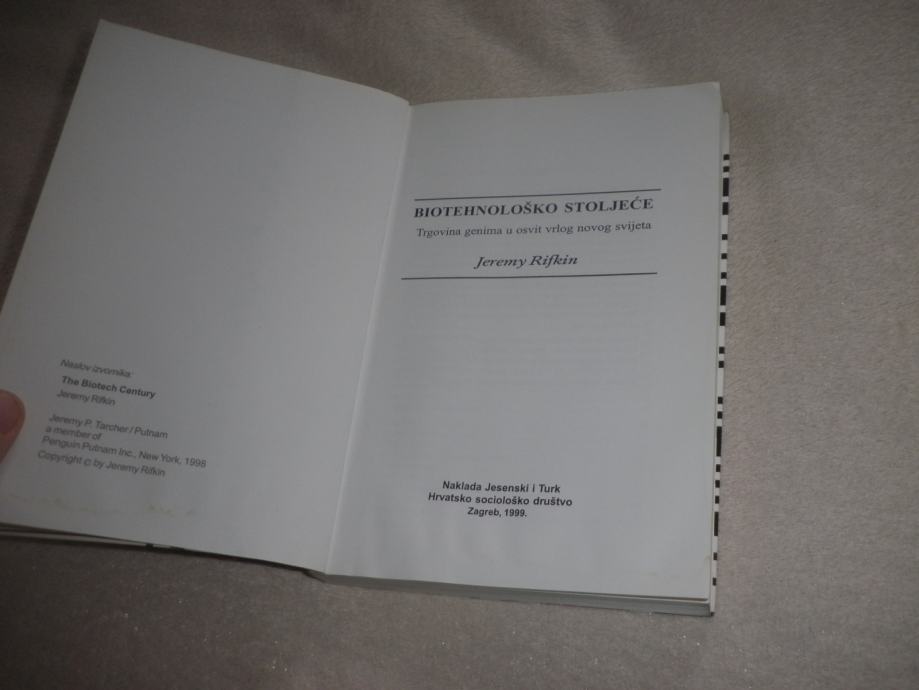 Naslov izvornika:
The Biotech Century
Jeremy Rifkin
Jeremy P. Tarcher / Putnam
a member of
Penguin Putnam Inc., New York, 1998
Copyright © by Jeremy Rifkin
BIOTEHNOLOŠKO STOLJEĆE
Trgovina genima u osvit vrlog novog svijeta
Jeremy Rifkin
Naklada Jesenski i Turk
Hrvatsko sociološko društvo
Zagreb, 1999.